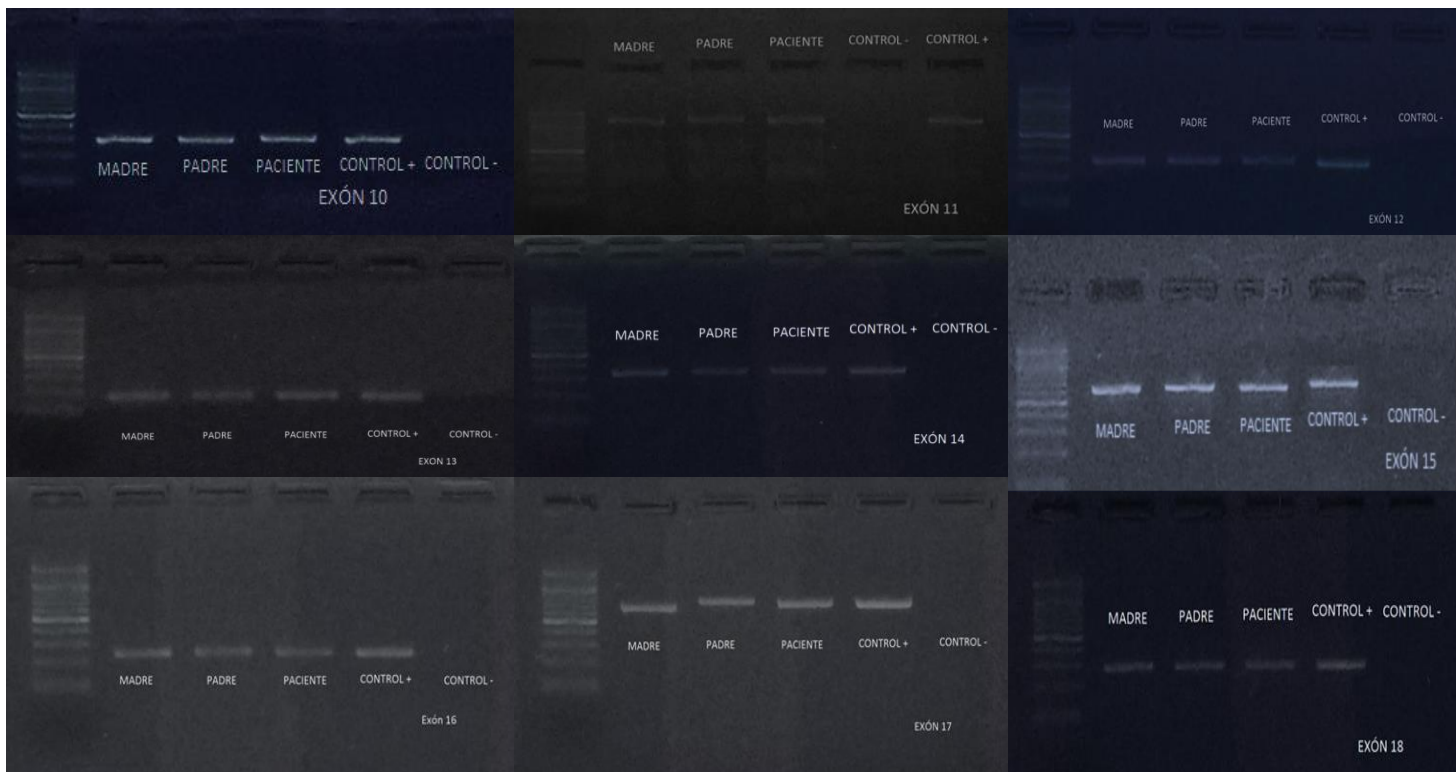 MADRE PADRE PACIENTE CONTROL + CONTROL -
EXÓN 10
MADRE PADRE PACIENTE CONTROL - CONTROL +
EXÓN 11
MADRE PADRE PACIENTE CONTROL + CONTROL -
EXÓN 12
MADRE PADRE PACIENTE CONTROL + CONTROL -
EXON 13
MADRE PADRE PACIENTE CONTROL + CONTROL -
EXÓN 14
MADRE PADRE PACIENTE CONTROL + CONTROL -
EXÓN 15
MADRE PADRE PACIENTE CONTROL + CONTROL -
Exón 16
MADRE PADRE PACIENTE CONTROL + CONTROL -
EXÓN 17
MADRE PADRE PACIENTE CONTROL + CONTROL -
EXÓN 18